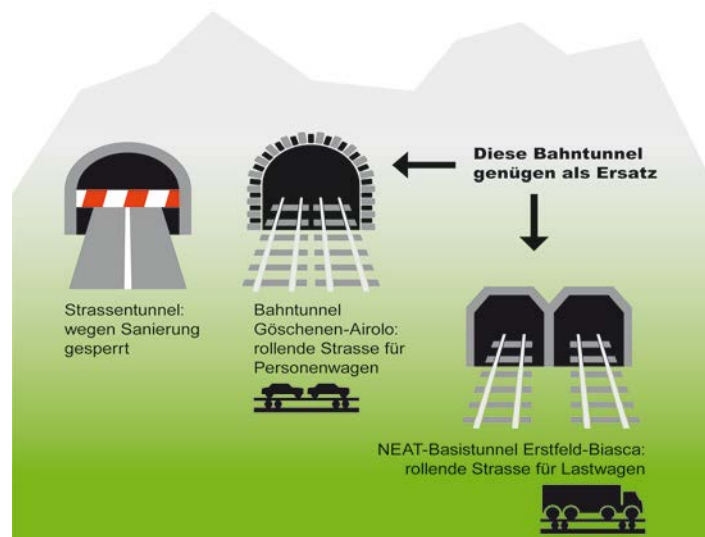 Diese Bahntunnel
genügen als Ersatz
Strassentunnel:
wegen Sanierung
gesperrt
Bahntunnel
Göschenen-Airolo:
rollende Strasse für
Personenwagen
NEAT-Basistunnel Erstfeld-Biasca:
rollende Strasse für Lastwagen